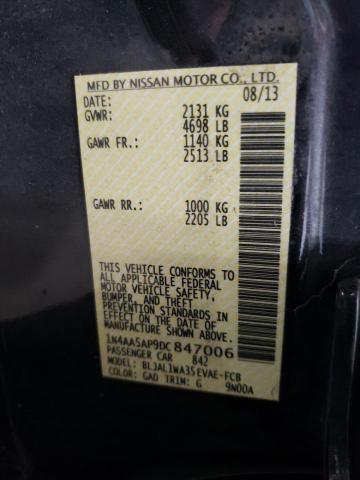 MFD BY NISSAN MOTOR CO., LTD.
DATE: 08/13
GVWR: 2131 KG
4698 LB
GAWR FR.: 1140 KG
2513 LB
GAWR RR.: 1000 KG
2205 LB
THIS VEHICLE CONFORMS TO
ALL APPLICABLE FEDERAL
MOTOR VEHICLE SAFETY,
BUMPER, AND THEFT
PREVENTION STANDARDS IN
EFFECT ON THE DATE OF
MANUFACTURE SHOWN ABOVE.
1N4AA5AP9DC847006
PASSENGER CAR 842
MODEL: BLJAL1WA35EVAE-FCB
COLOR: GAD TRIM: G 9N00A